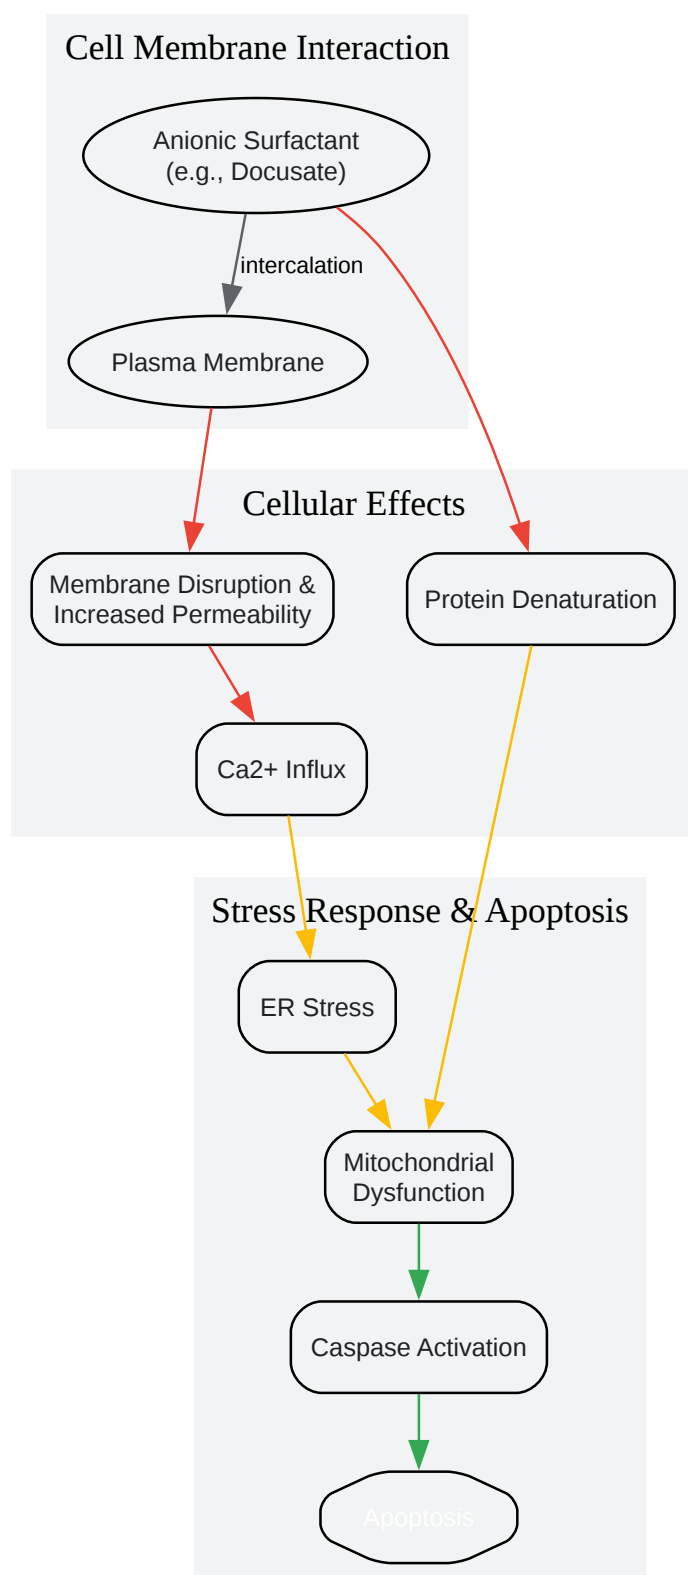 Cell Membrane Interaction
Anionic Surfactant
(e.g., Docusate)
intercalation
Plasma Membrane
Cellular Effects
Membrane Disruption &
Increased Permeability
Protein Denaturation
Ca2+ Influx
Stress Response & Apoptosis
ER Stress
Mitochondrial
Dysfunction
Caspase Activation
Apoptosis